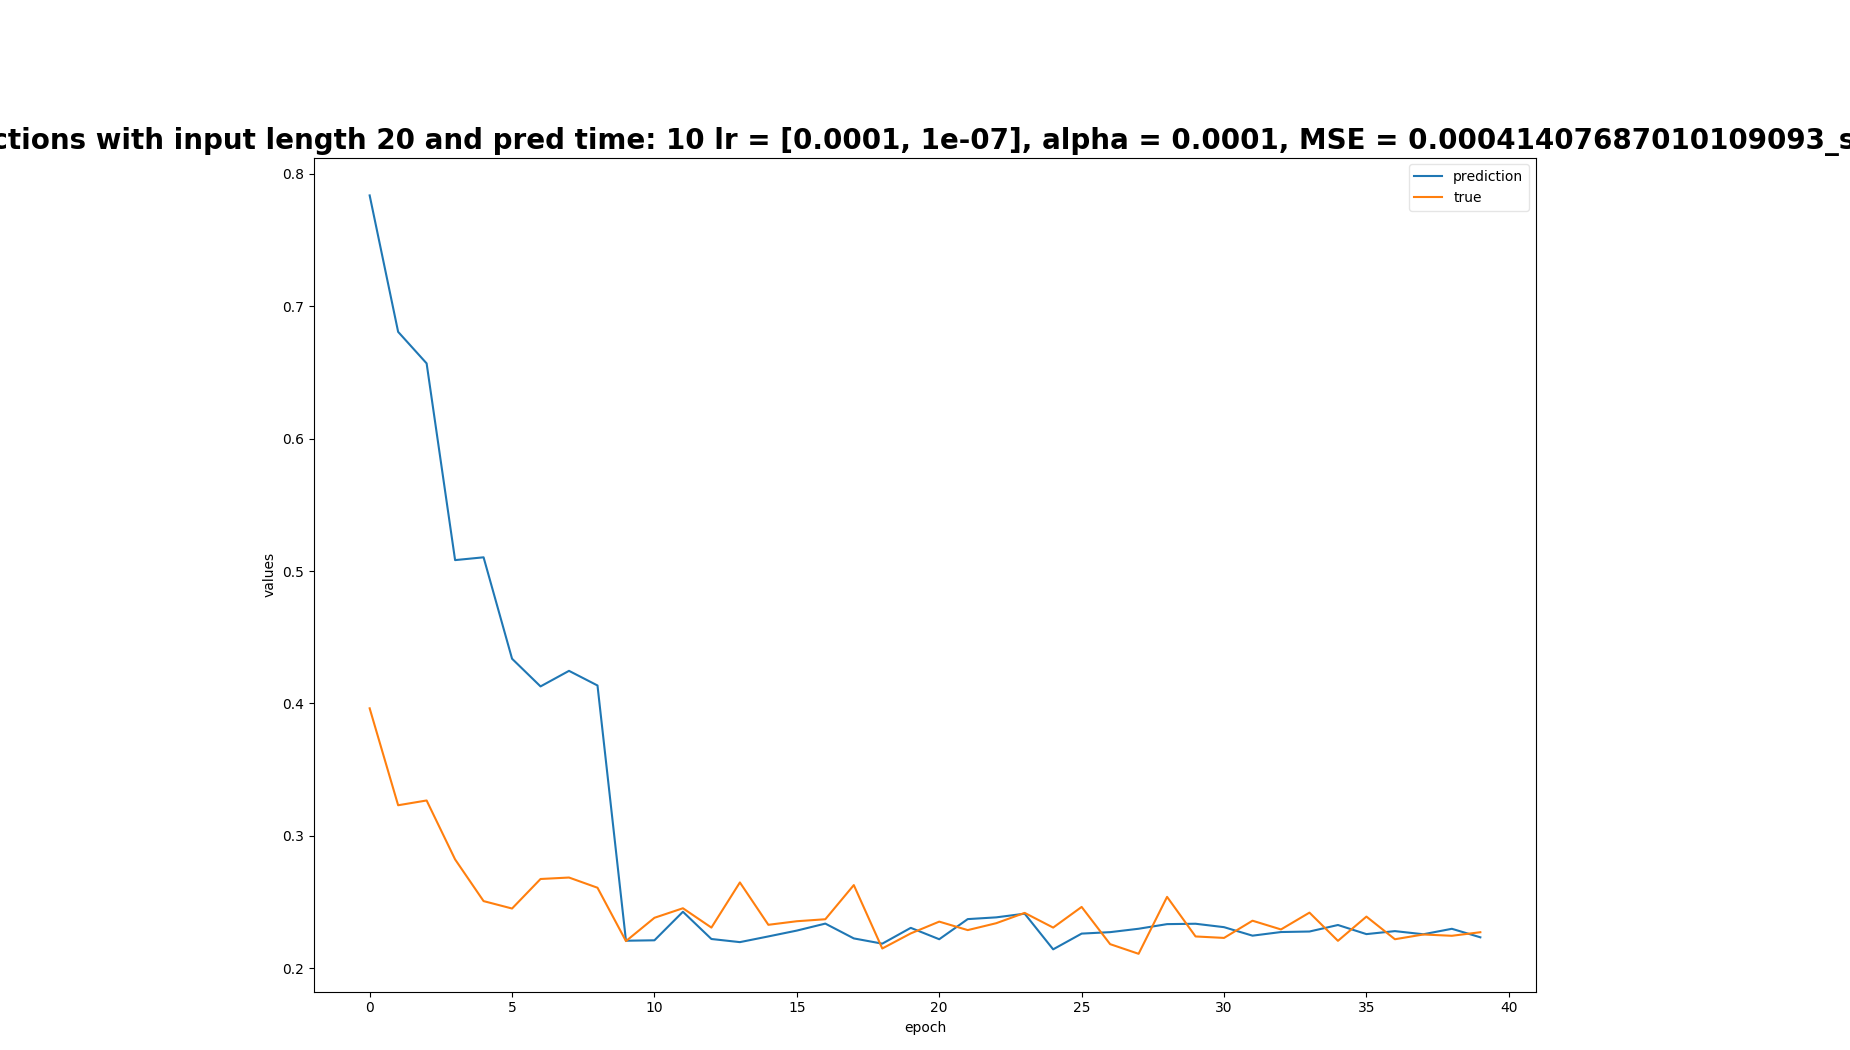 ctions with input length 20 and pred time: 10 lr = [0.0001, 1e-07], alpha = 0.0001, MSE = 0.00041407687010109093_s
prediction
true
0.8
0.7
0.6
0.5
0.4
0.3
0.2
values
0 5 10 15 20 25 30 35 40
epoch